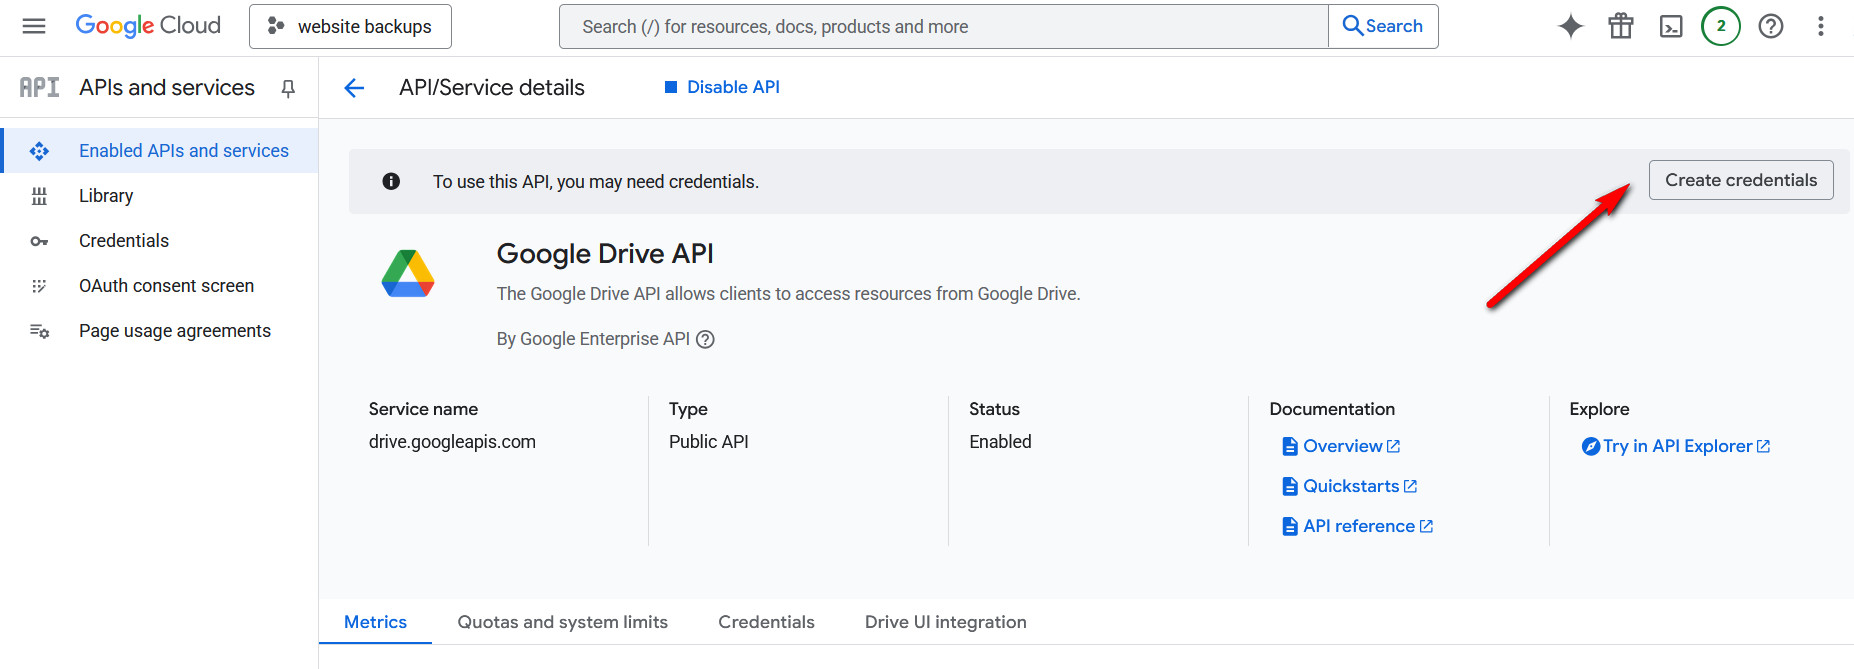 Google Cloud
website backups
Search (/) for resources, docs, products and more
Search
2
API
APIs and services
API/Service details
Disable API
Enabled APIs and services
Library
Credentials
OAuth consent screen
Page usage agreements
To use this API, you may need credentials.
Create credentials
Google Drive API
The Google Drive API allows clients to access resources from Google Drive.
By Google Enterprise API
Service name
drive.googleapis.com
Type
Public API
Status
Enabled
Documentation
Overview
Quickstarts
API reference
Explore
Try in API Explorer
Metrics
Quotas and system limits
Credentials
Drive UI integration